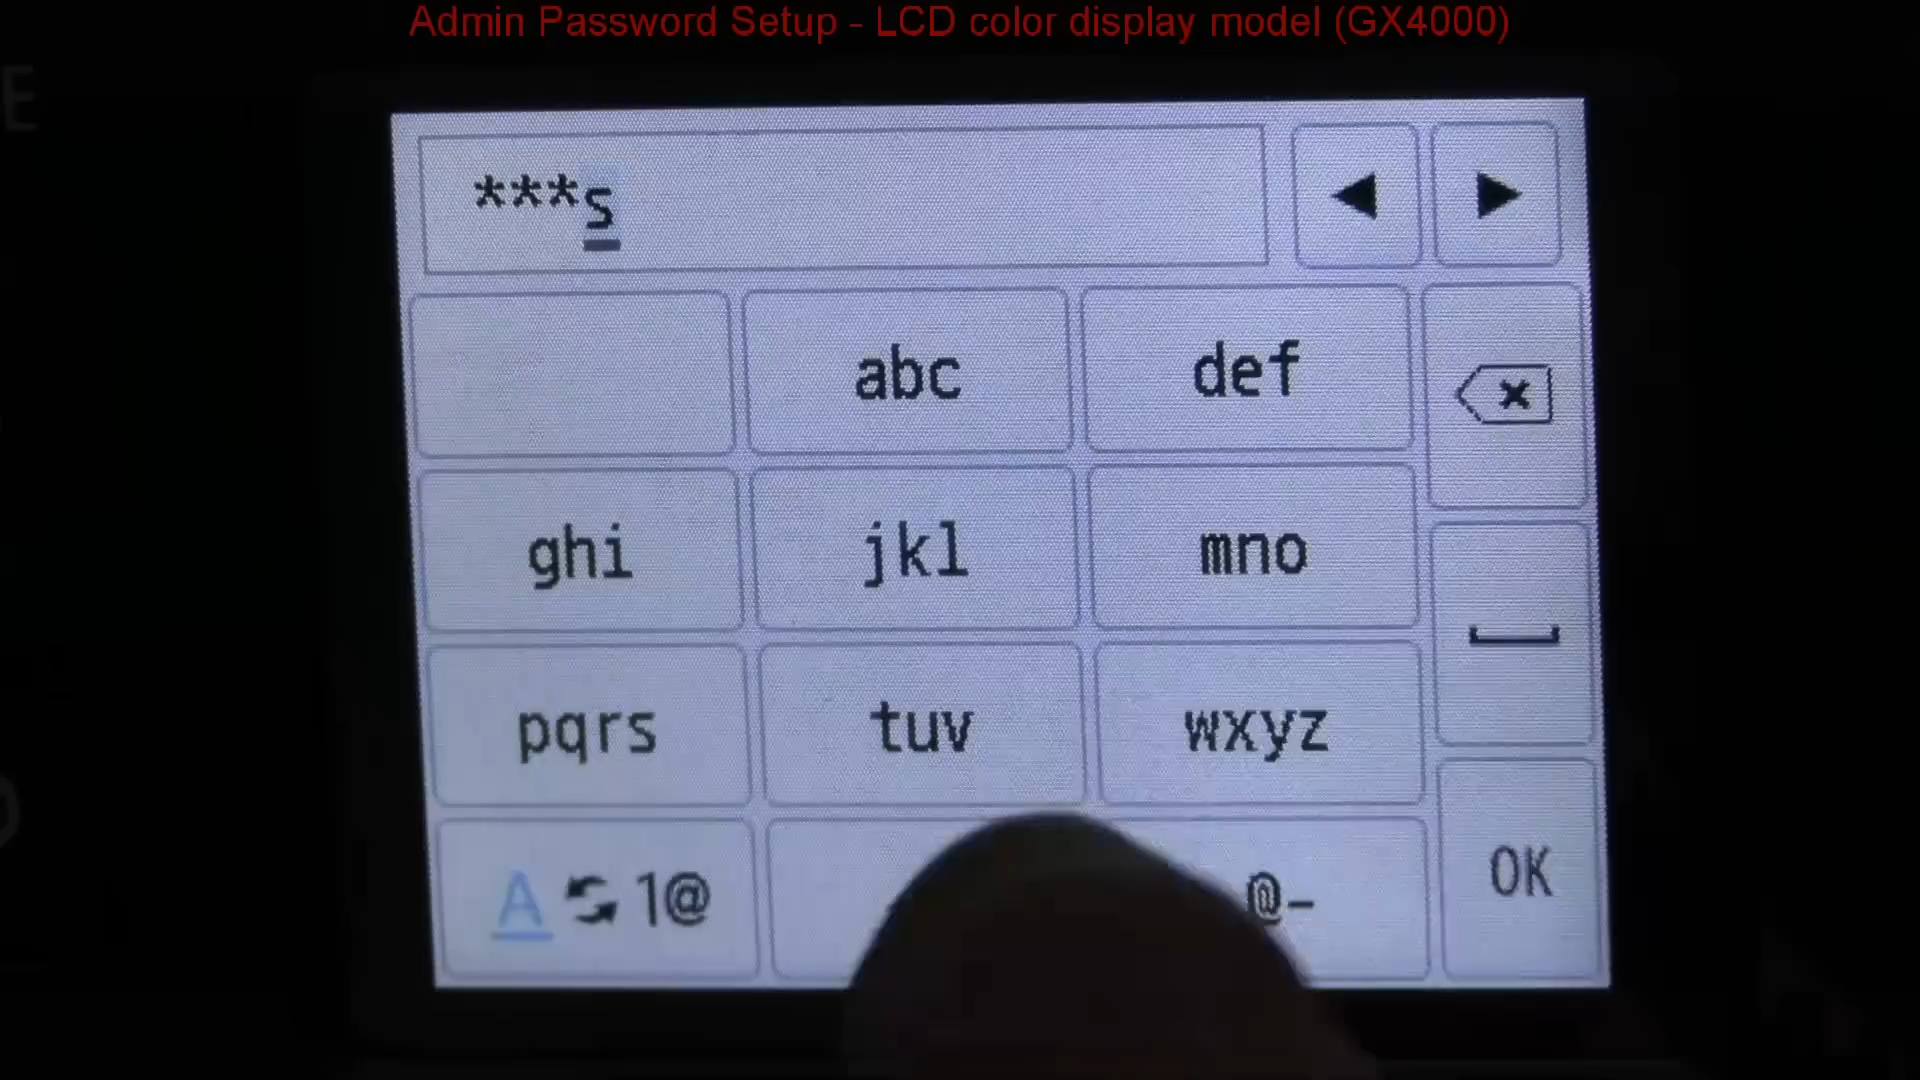 Admin Password Setup - LCD color display model (GX4000)
E
***s
abc def
ghi jkl mno
pqrs tuv wxyz
A 1@ @- OK